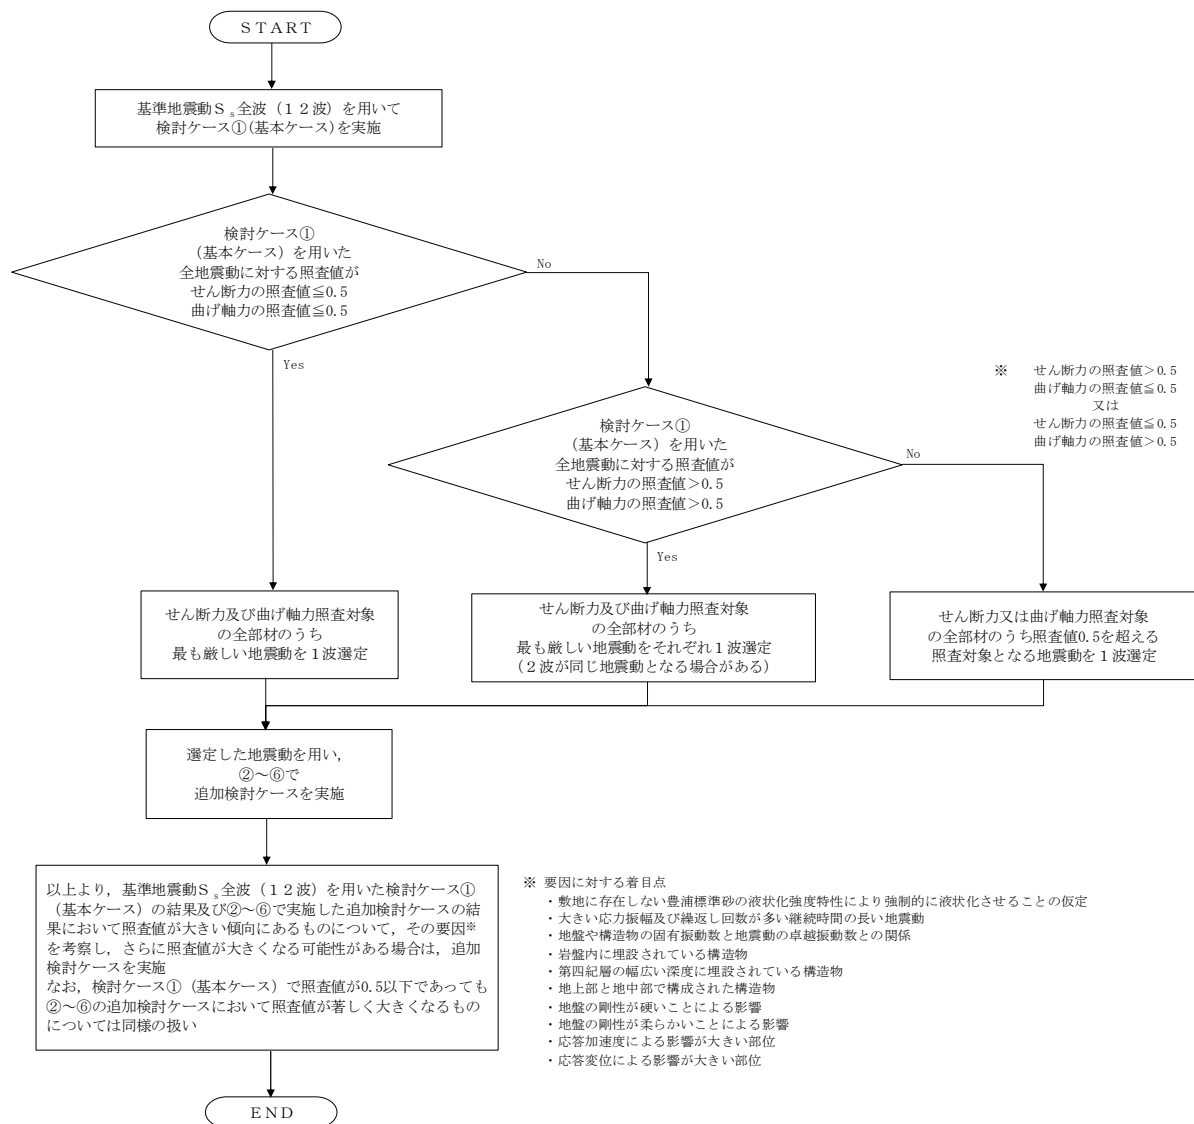 ＳＴＡＲＴ
基準地震動Ｓｓ全波（１２波）を用いて
検討ケース①(基本ケース)を実施
検討ケース①
（基本ケース）を用いた
全地震動に対する照査値が
せん断力の照査値≦0.5
曲げ軸力の照査値≦0.5
No
Yes
※　せん断力の照査値＞0.5
曲げ軸力の照査値≦0.5
又は
せん断力の照査値≦0.5
曲げ軸力の照査値＞0.5
検討ケース①
（基本ケース）を用いた
全地震動に対する照査値が
せん断力の照査値＞0.5
曲げ軸力の照査値＞0.5
No
Yes
せん断力及び曲げ軸力照査対象
の全部材のうち
最も厳しい地震動を１波選定
せん断力及び曲げ軸力照査対象
の全部材のうち
最も厳しい地震動をそれぞれ１波選定
（２波が同じ地震動となる場合がある）
せん断力又は曲げ軸力照査対象
の全部材のうち照査値0.5を超える
照査対象となる地震動を１波選定
選定した地震動を用い，
②～⑥で
追加検討ケースを実施
以上より，基準地震動Ｓｓ全波（１２波）を用いた検討ケース①
（基本ケース）の結果及び②～⑥で実施した追加検討ケースの結
果において照査値が大きい傾向にあるものについて，その要因※
を考察し，さらに照査値が大きくなる可能性がある場合は，追加
検討ケースを実施
なお，検討ケース①（基本ケース）で照査値が0.5以下であっても
②～⑥の追加検討ケースにおいて照査値が著しく大きくなるもの
については同様の扱い
※ 要因に対する着目点
・敷地に存在しない豊浦標準砂の液状化強度特性により強制的に液状化させることの仮定
・大きい応力振幅及び繰返し回数が多い継続時間の長い地震動
・地盤や構造物の固有振動数と地震動の卓越振動数との関係
・岩盤内に埋設されている構造物
・第四紀層の幅広い深度に埋設されている構造物
・地上部と地中部で構成された構造物
・地盤の剛性が硬いことによる影響
・地盤の剛性が柔らかいことによる影響
・応答加速度による影響が大きい部位
・応答変位による影響が大きい部位
ＥＮＤ